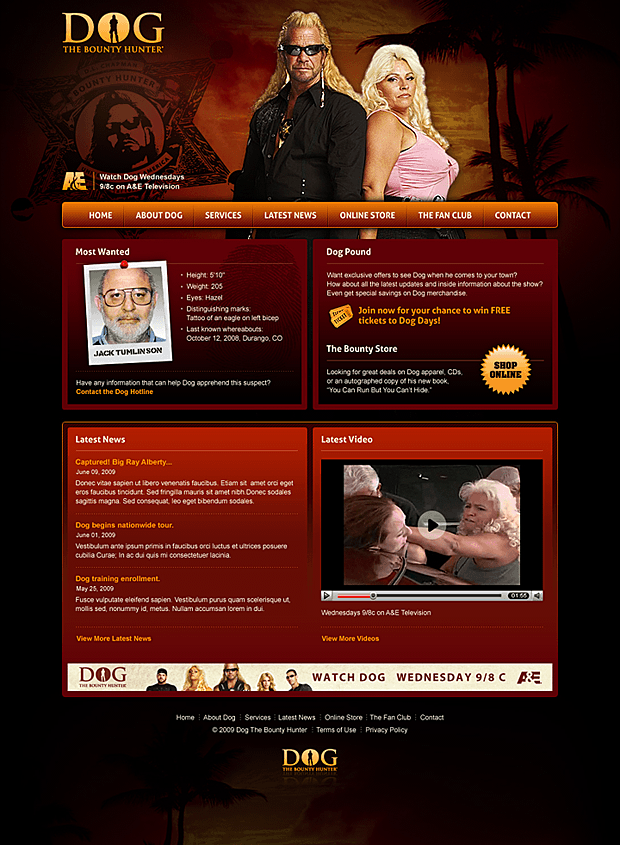 DOG
THE BOUNTY HUNTER
BOUNTY HUNTER
AMERICA
A&E
Watch Dog Wednesdays
9/8c on A&E Television
HOME ABOUT DOG SERVICES LATEST NEWS ONLINE STORE THE FAN CLUB CONTACT
Most Wanted
JACK TUMLINSON
• Height: 5'10"
• Weight: 205
• Eyes: Hazel
• Distinguishing marks:
Tattoo of an eagle on left bicep
• Last known whereabouts:
October 12, 2008, Durango, CO
Have any information that can help Dog apprehend this suspect?
Contact the Dog Hotline
Dog Pound
Want exclusive offers to see Dog when he comes to your town?
How about all the latest updates and inside information about the show?
Even get special savings on Dog merchandise.
Join now for your chance to win FREE
tickets to Dog Days!
The Bounty Store
Looking for great deals on Dog apparel, CDs,
or an autographed copy of his new book,
"You Can Run But You Can't Hide."
SHOP
ONLINE
Latest News
Captured! Big Ray Alberty...
June 09, 2009
Donec vitae sapien ut libero venenatis faucibus. Etiam sit amet orci eget
eros faucibus tincidunt. Sed fringilla mauris sit amet nibh.Donec sodales
sagittis magna. Sed consequat, leo eget bibendum sodales.
Dog begins nationwide tour.
June 01, 2009
Vestibulum ante ipsum primis in faucibus orci luctus et ultrices posuere
cubilia Curae; In ac dui quis mi consectetuer lacinia.
Dog training enrollment.
May 25, 2009
Fusce vulputate eleifend sapien. Vestibulum purus quam scelerisque ut,
mollis sed, nonummy id, metus. Nullam accumsan lorem in dui.
View More Latest News
Latest Video
01:55
Wednesdays 9/8c on A&E Television
View More Videos
DOG
THE BOUNTY HUNTER
WATCH DOG WEDNESDAY 9/8 C
A&E
Home About Dog Services Latest News Online Store The Fan Club Contact
© 2009 Dog The Bounty Hunter Terms of Use Privacy Policy
DOG
THE BOUNTY HUNTER